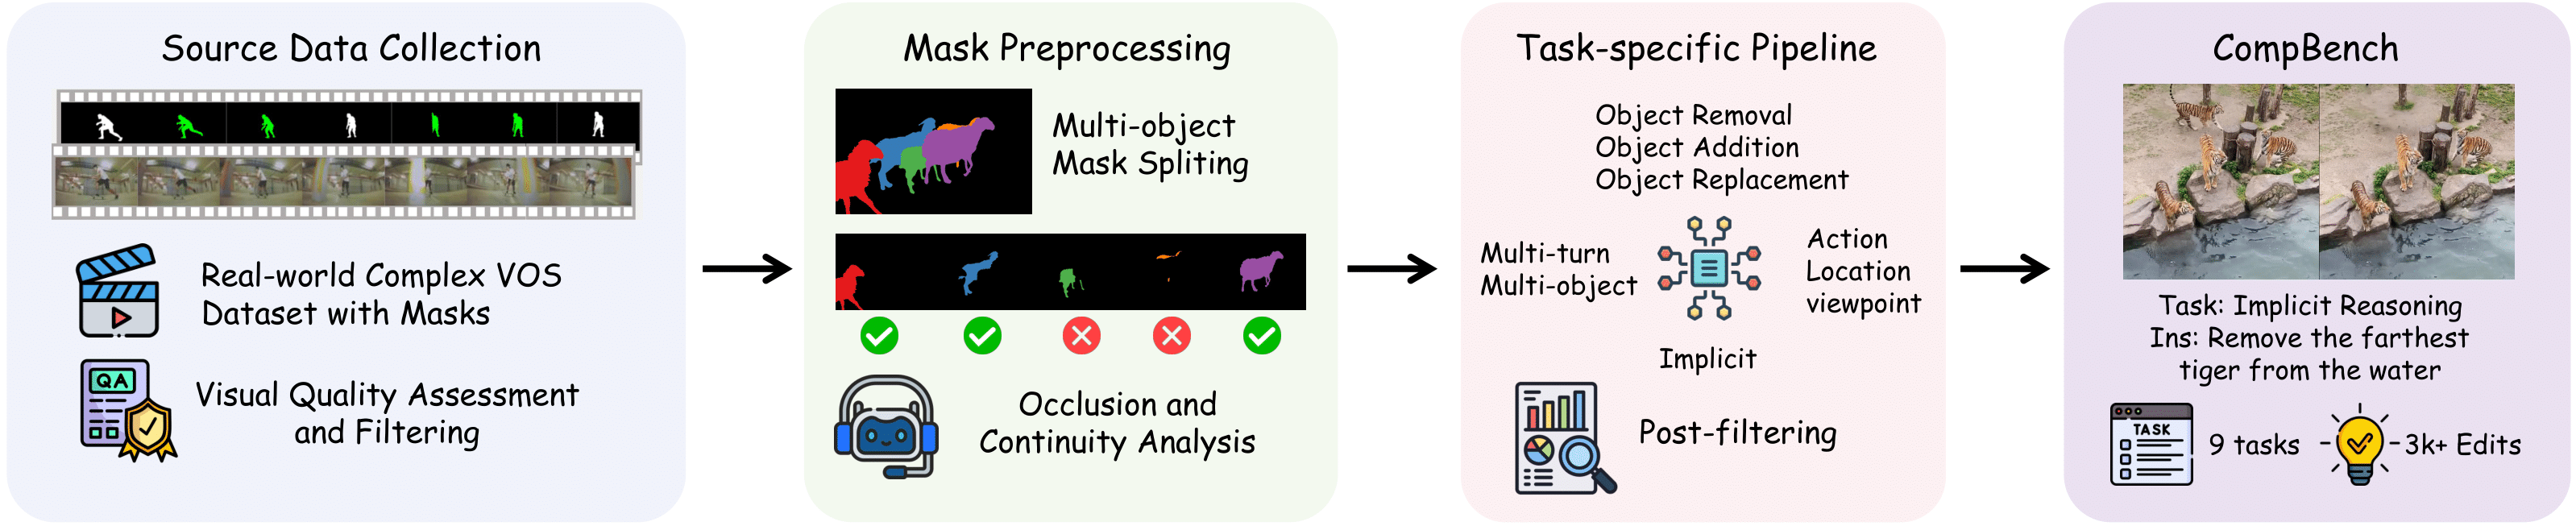 Source Data Collection
Real-world Complex VOS
Dataset with Masks
QA
Visual Quality Assessment
and Filtering
Mask Preprocessing
Multi-object
Mask Spliting
Occlusion and
Continuity Analysis
Task-specific Pipeline
Object Removal
Object Addition
Object Replacement
Multi-turn
Multi-object
Action
Location
viewpoint
Implicit
Post-filtering
CompBench
Task: Implicit Reasoning
Ins: Remove the farthest
tiger from the water
TASK
9 tasks
3k+ Edits